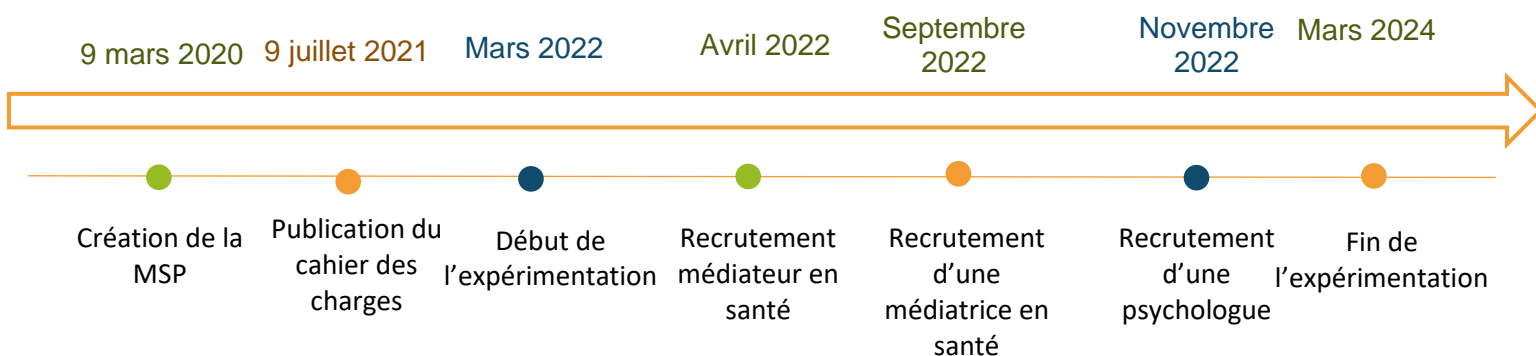 9 mars 2020
9 juillet 2021
Mars 2022
Avril 2022
Septembre
2022
Novembre
2022
Mars 2024
Création de la
MSP
Publication du
cahier des
charges
Début de
l’expérimentation
Recrutement
médiateur en
santé
Recrutement
d’une
médiatrice en
santé
Recrutement
d’une
psychologue
Fin de
l’expérimentation